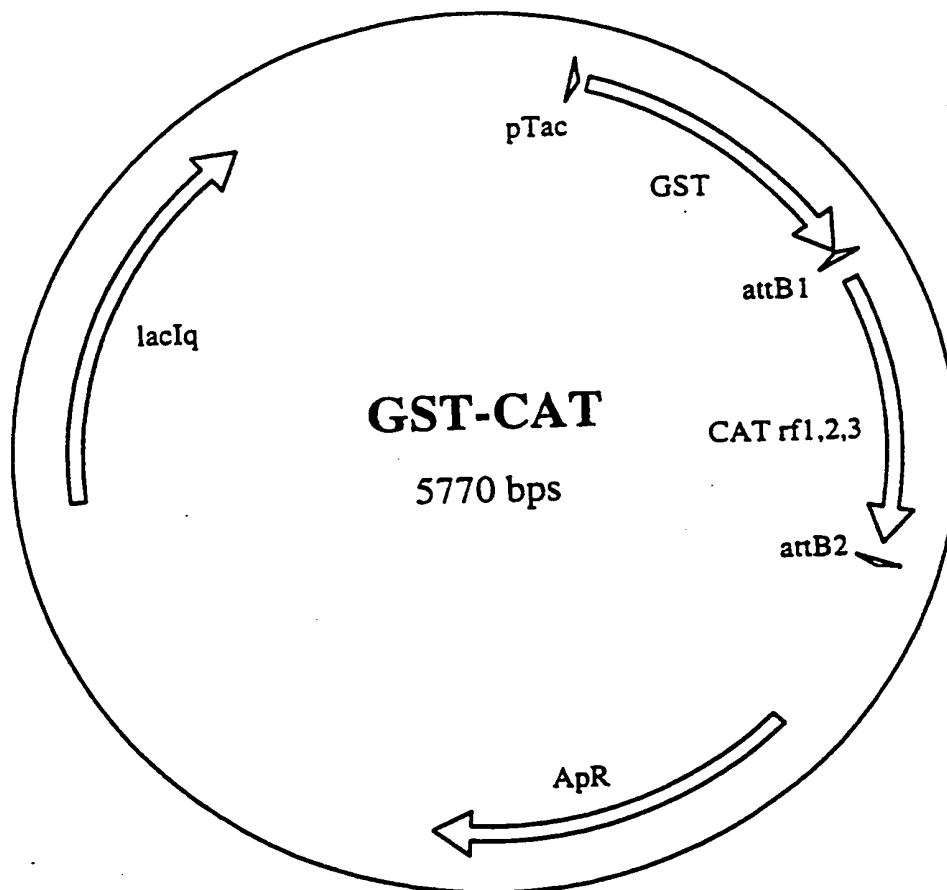 pTac
GST
attB1
lacIq
GST-CAT
CAT rf1,2,3
5770 bps
attB2
ApR